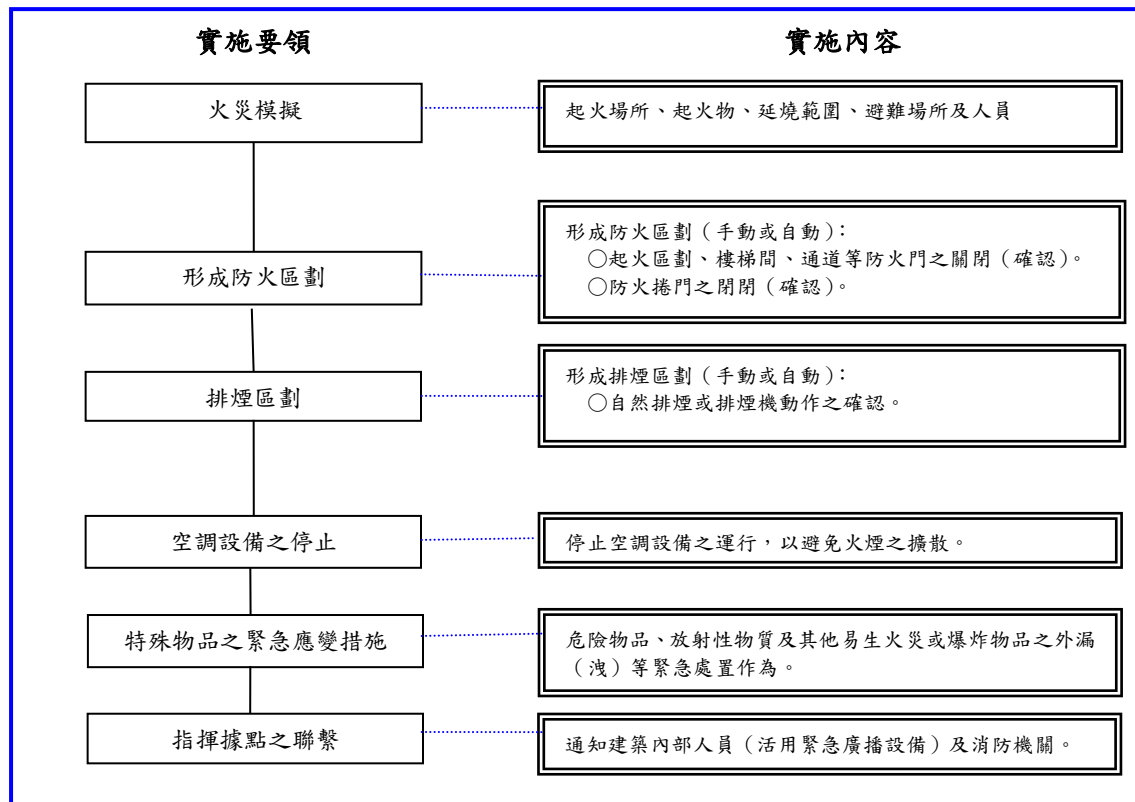 實施要領
實施內容
火災模擬
起火場所、起火物、延燒範圍、避難場所及人員
形成防火區劃
形成防火區劃（手動或自動）：
○起火區劃、樓梯間、通道等防火門之關閉（確認）。
○防火捲門之閉閉（確認）。
排煙區劃
形成排煙區劃（手動或自動）：
○自然排煙或排煙機動作之確認。
空調設備之停止
停止空調設備之運行，以避免火煙之擴散。
特殊物品之緊急應變措施
危險物品、放射性物質及其他易生火災或爆炸物品之外漏
（洩）等緊急處置作為。
指揮據點之聯繫
通知建築內部人員（活用緊急廣播設備）及消防機關。